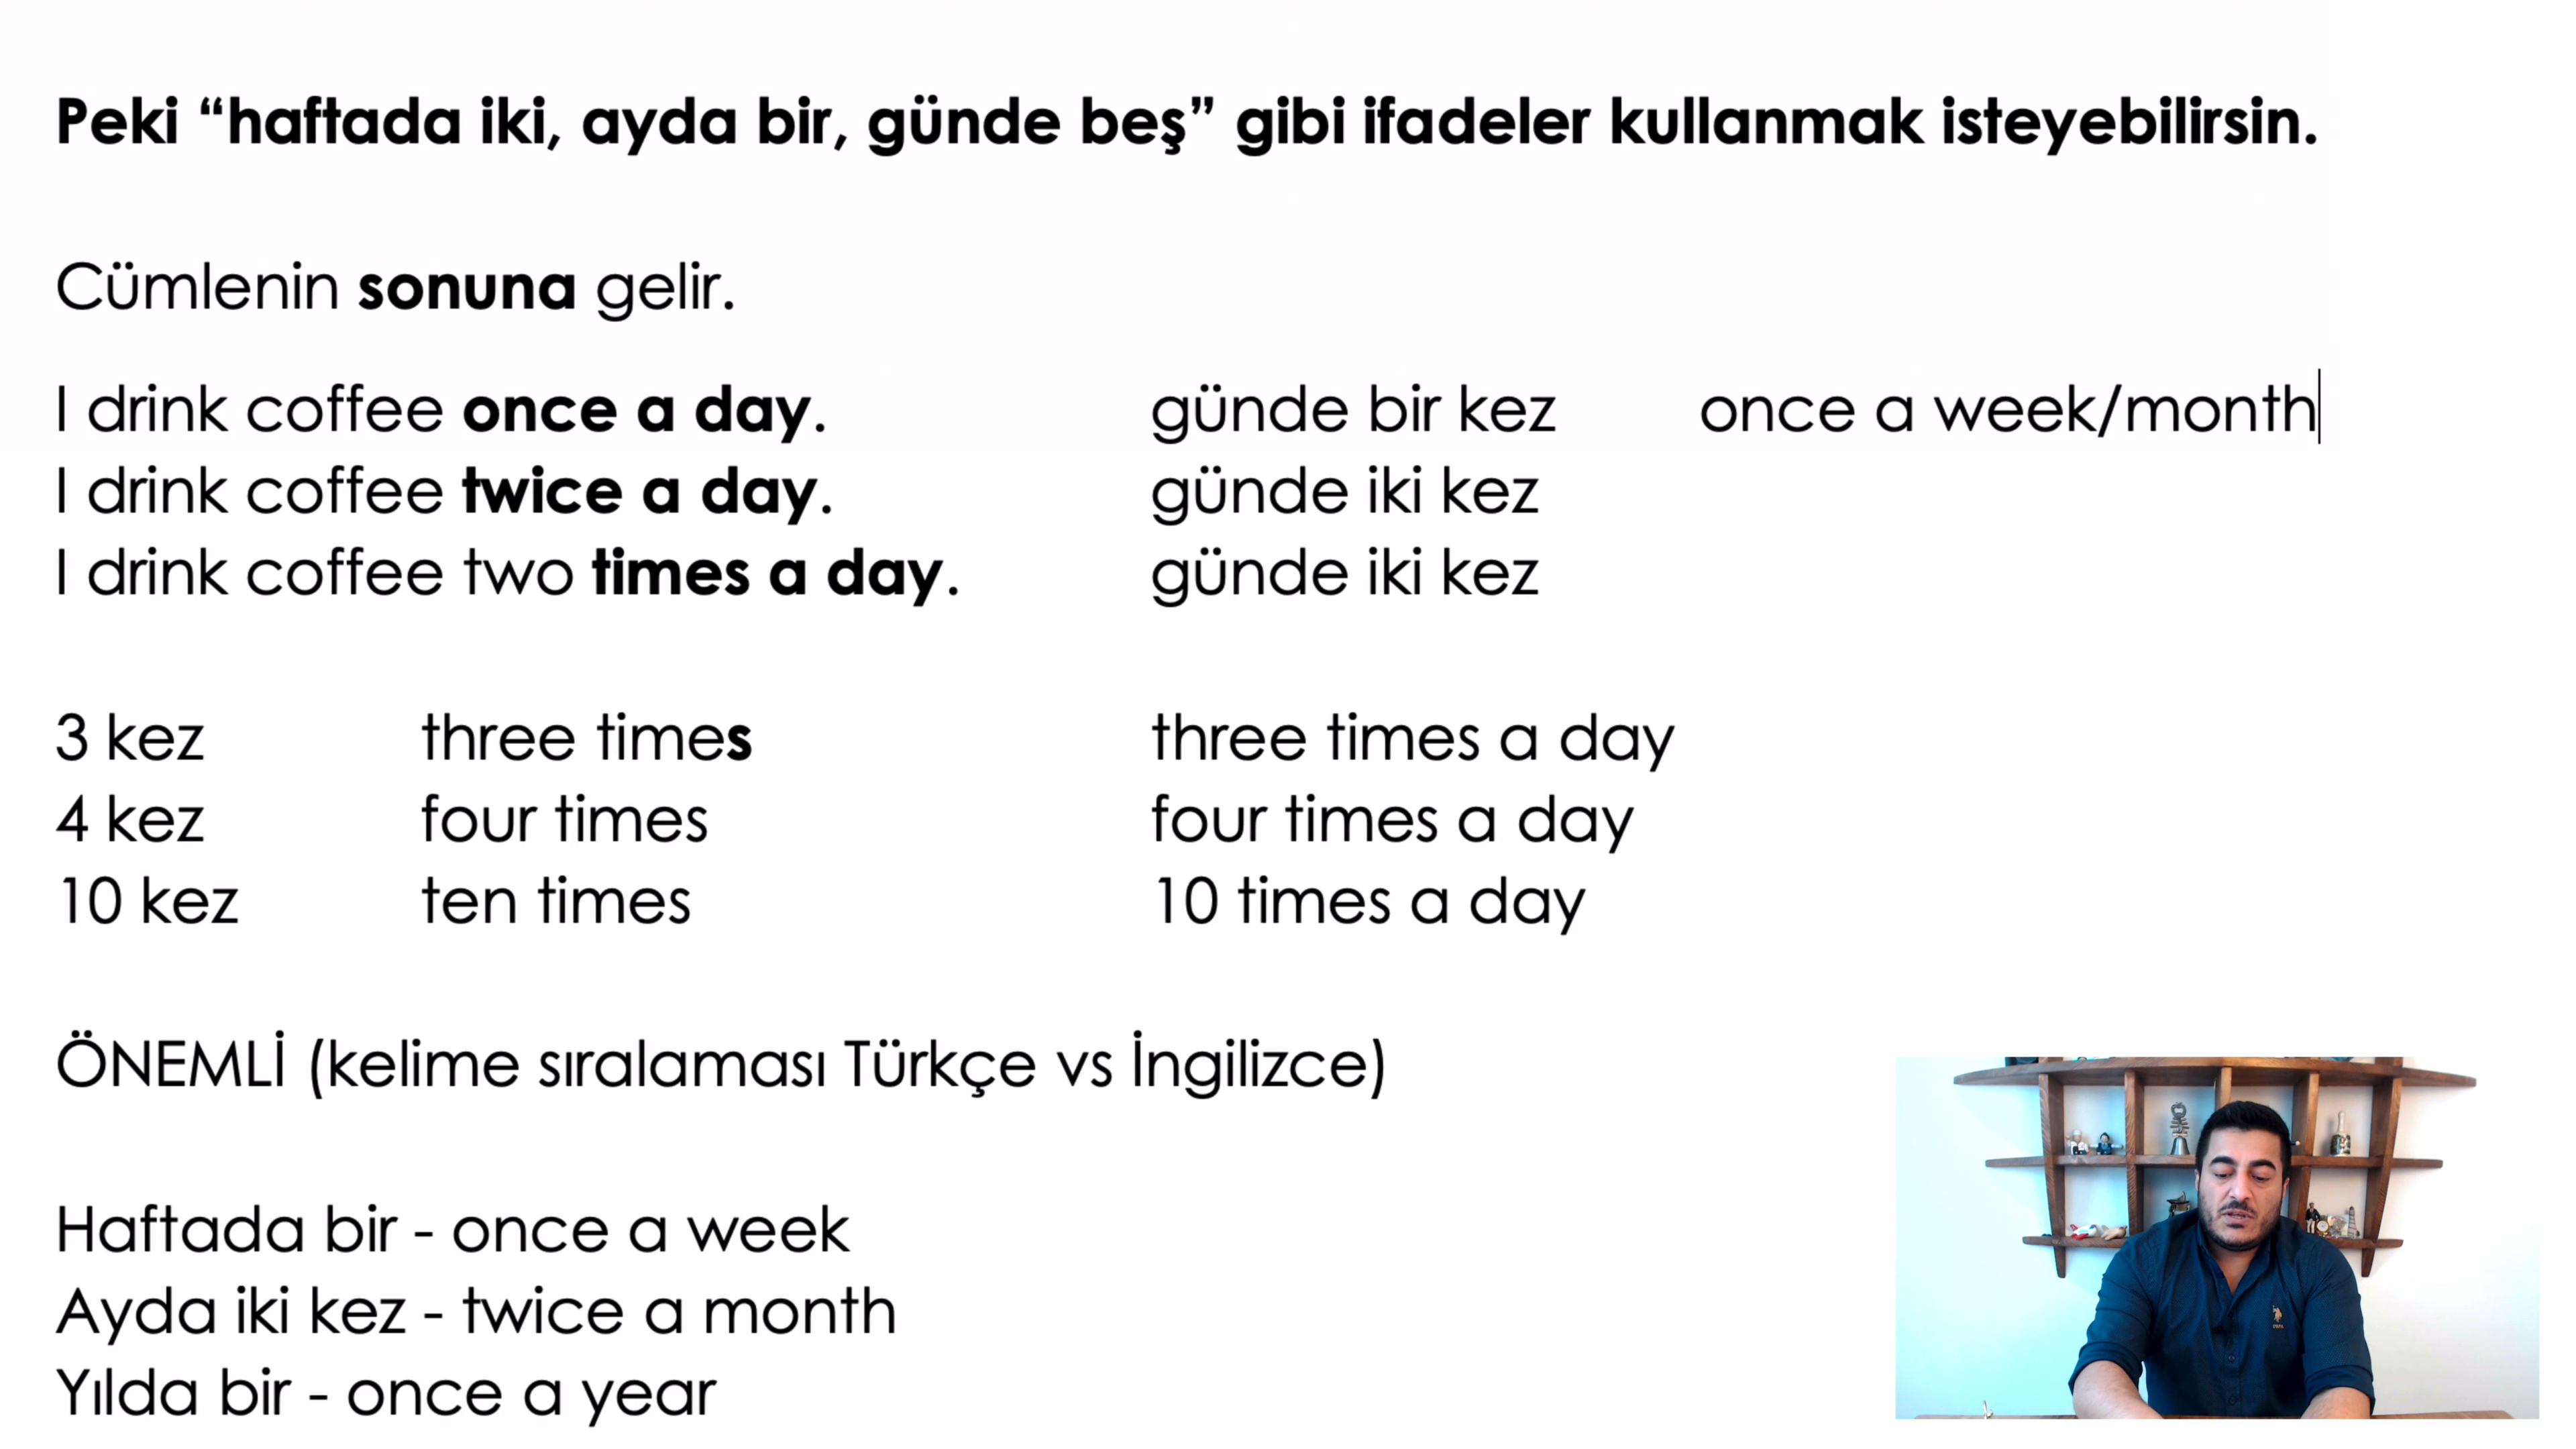 Peki “haftada iki, ayda bir, günde beş” gibi ifadeler kullanmak isteyebilirsin.
Cümlenin sonuna gelir.
I drink coffee once a day. günde bir kez once a week/month
I drink coffee twice a day. günde iki kez
I drink coffee two times a day. günde iki kez
3 kez three times three times a day
4 kez four times four times a day
10 kez ten times 10 times a day
ÖNEMLİ (kelime sıralaması Türkçe vs İngilizce)
Haftada bir - once a week
Ayda iki kez - twice a month
Yılda bir - once a year